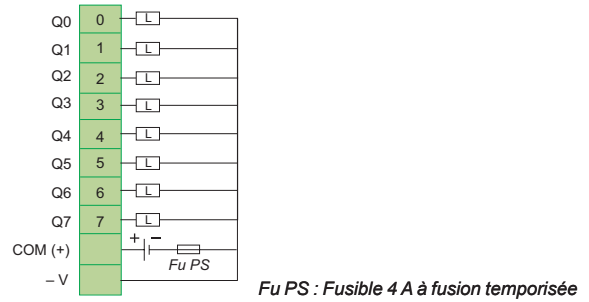 Q0 0 L
Q1 1 L
Q2 2 L
Q3 3 L
Q4 4 L
Q5 5 L
Q6 6 L
Q7 7 L
COM (+) + −
Fu PS
– V
Fu PS : Fusible 4 A à fusion temporisée